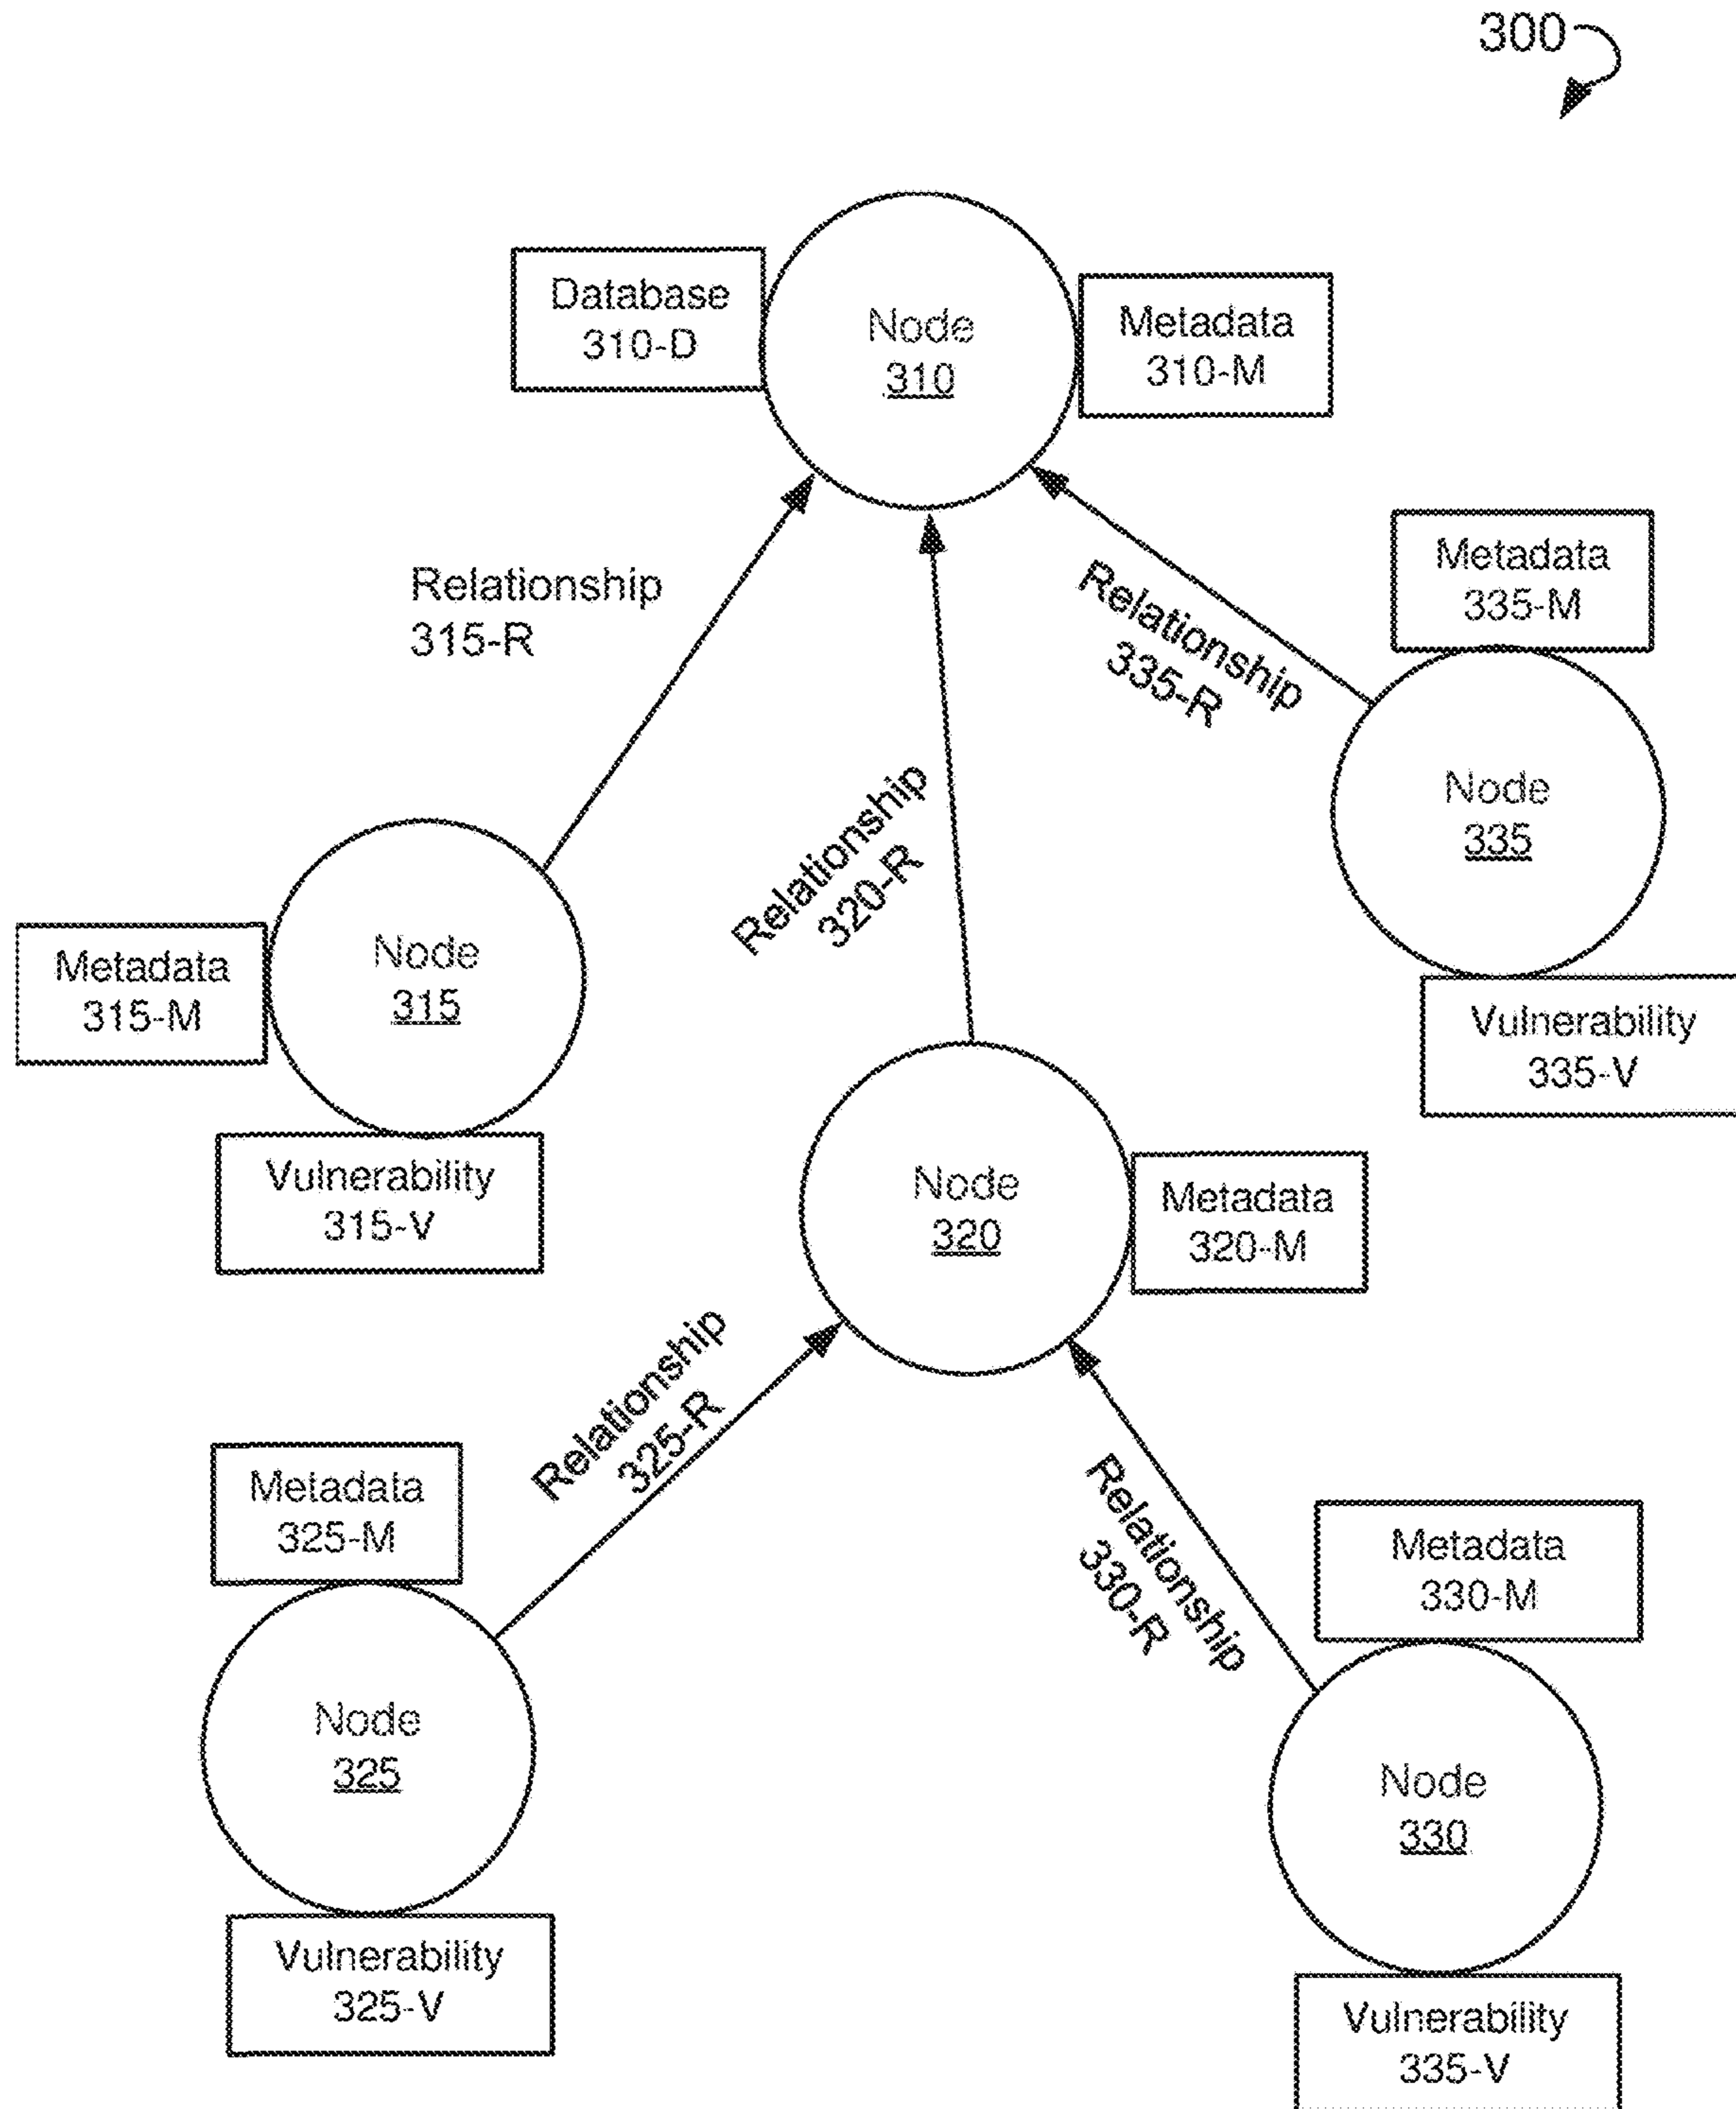 300
Database
310-D
Node
310
Metadata
310-M
Relationship
315-R
Relationship
335-R
Metadata
335-M
Node
335
Vulnerability
335-V
Relationship
320-R
Node
315
Metadata
315-M
Vulnerability
315-V
Node
320
Metadata
320-M
Relationship
325-R
Relationship
330-R
Metadata
325-M
Node
325
Vulnerability
325-V
Metadata
330-M
Node
330
Vulnerability
335-V